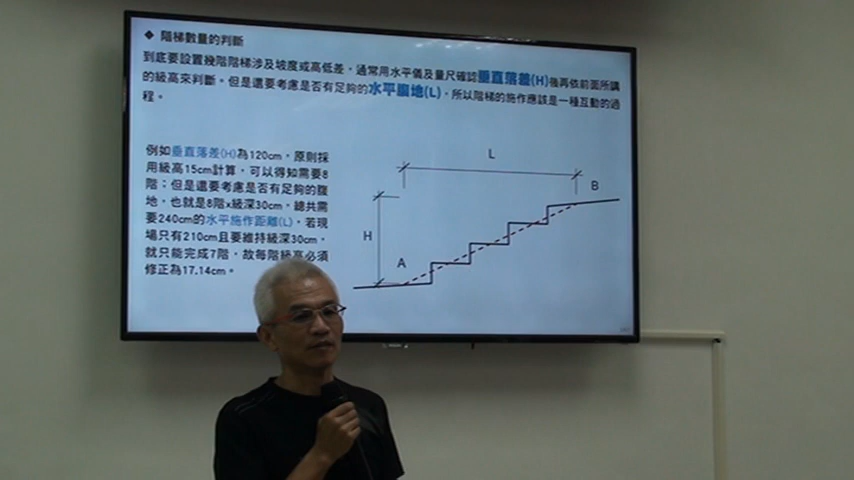 ◆ 階梯數量的判斷
到底要設置幾階階梯涉及坡度或高低差，通常用水平儀及量尺確認垂直落差(H)後再依前面所講
的級高來判斷。但是還要考慮是否有足夠的水平腹地(L)，所以階梯的施作應該是一種互動的過
程。
例如垂直落差(H)為120cm，原則採
用級高15cm計算，可以得知需要8
階；但是還要考慮是否有足夠的腹
地，也就是8階x級深30cm，總共需
要240cm的水平施作距離(L)，若現
場只有210cm且要維持級深30cm，
就只能完成7階，故每階級高必須
修正為17.14cm。
L
B
H
A